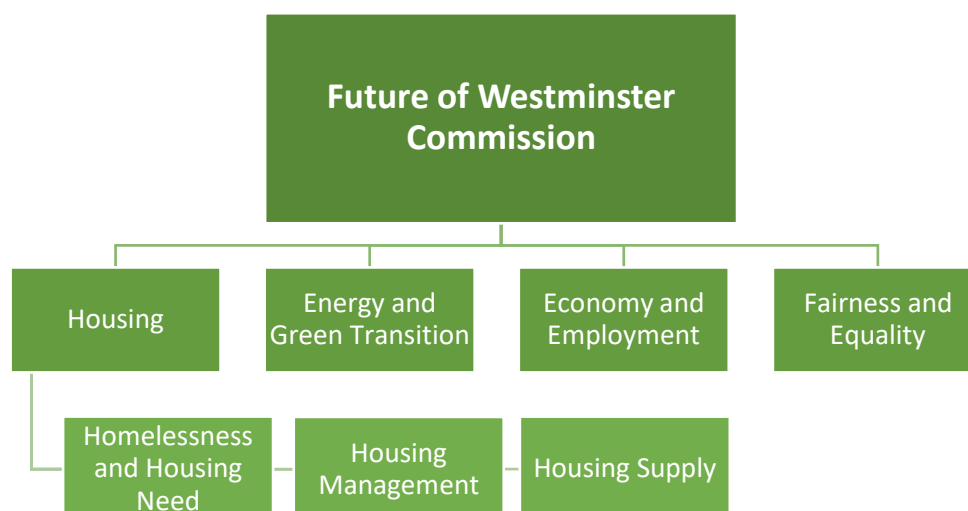 Future of Westminster
Commission
Housing
Energy and
Green Transition
Economy and
Employment
Fairness and
Equality
Homelessness
and Housing
Need
Housing
Management
Housing Supply